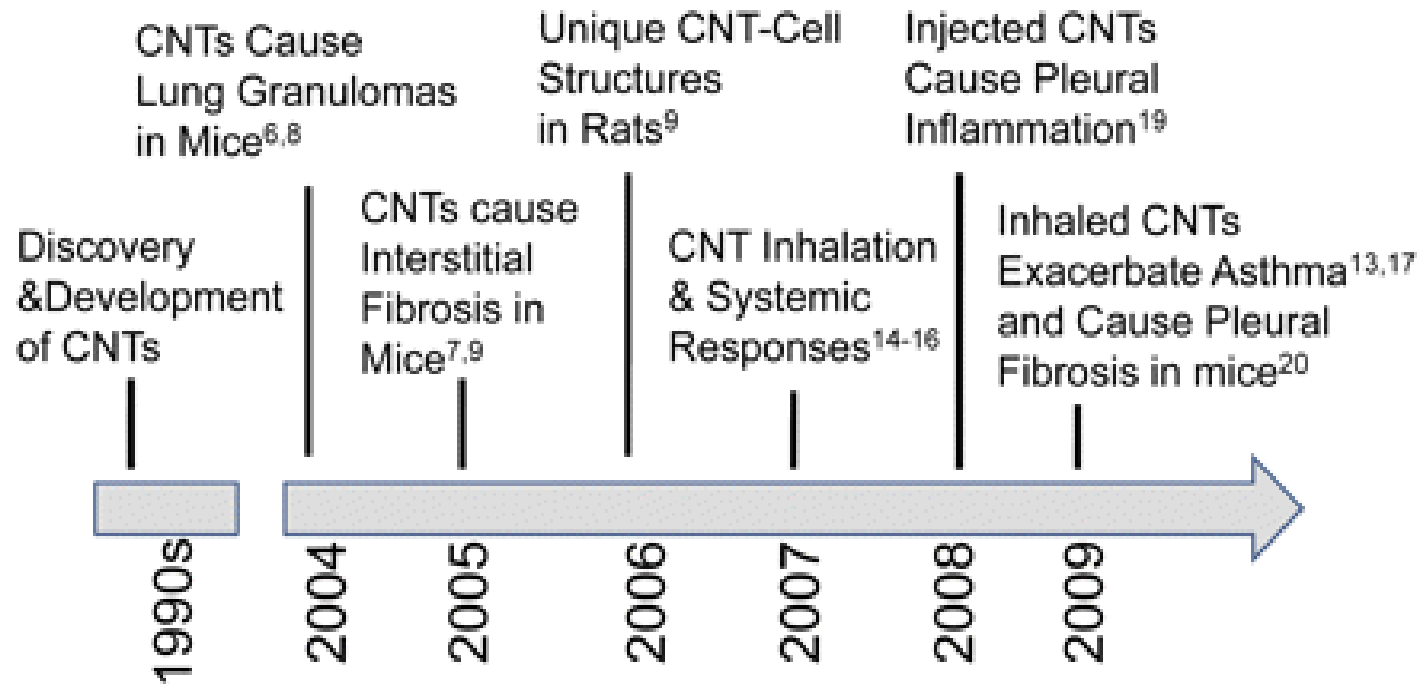 CNTs Cause
Lung Granulomas
in Mice6,8
Unique CNT-Cell
Structures
in Rats9
Injected CNTs
Cause Pleural
Inflammation19
Discovery
&Development
of CNTs
CNTs cause
Interstitial
Fibrosis in
Mice7,9
CNT Inhalation
& Systemic
Responses14-16
Inhaled CNTs
Exacerbate Asthma13,17
and Cause Pleural
Fibrosis in mice20
1990s
2004
2005
2006
2007
2008
2009